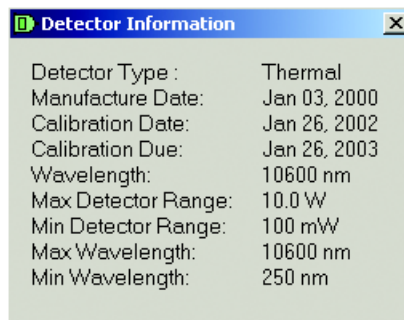 Detector Information
Detector Type : Thermal
Manufacture Date: Jan 03, 2000
Calibration Date: Jan 26, 2002
Calibration Due: Jan 26, 2003
Wavelength: 10600 nm
Max Detector Range: 10.0 W
Min Detector Range: 100 mW
Max Wavelength: 10600 nm
Min Wavelength: 250 nm